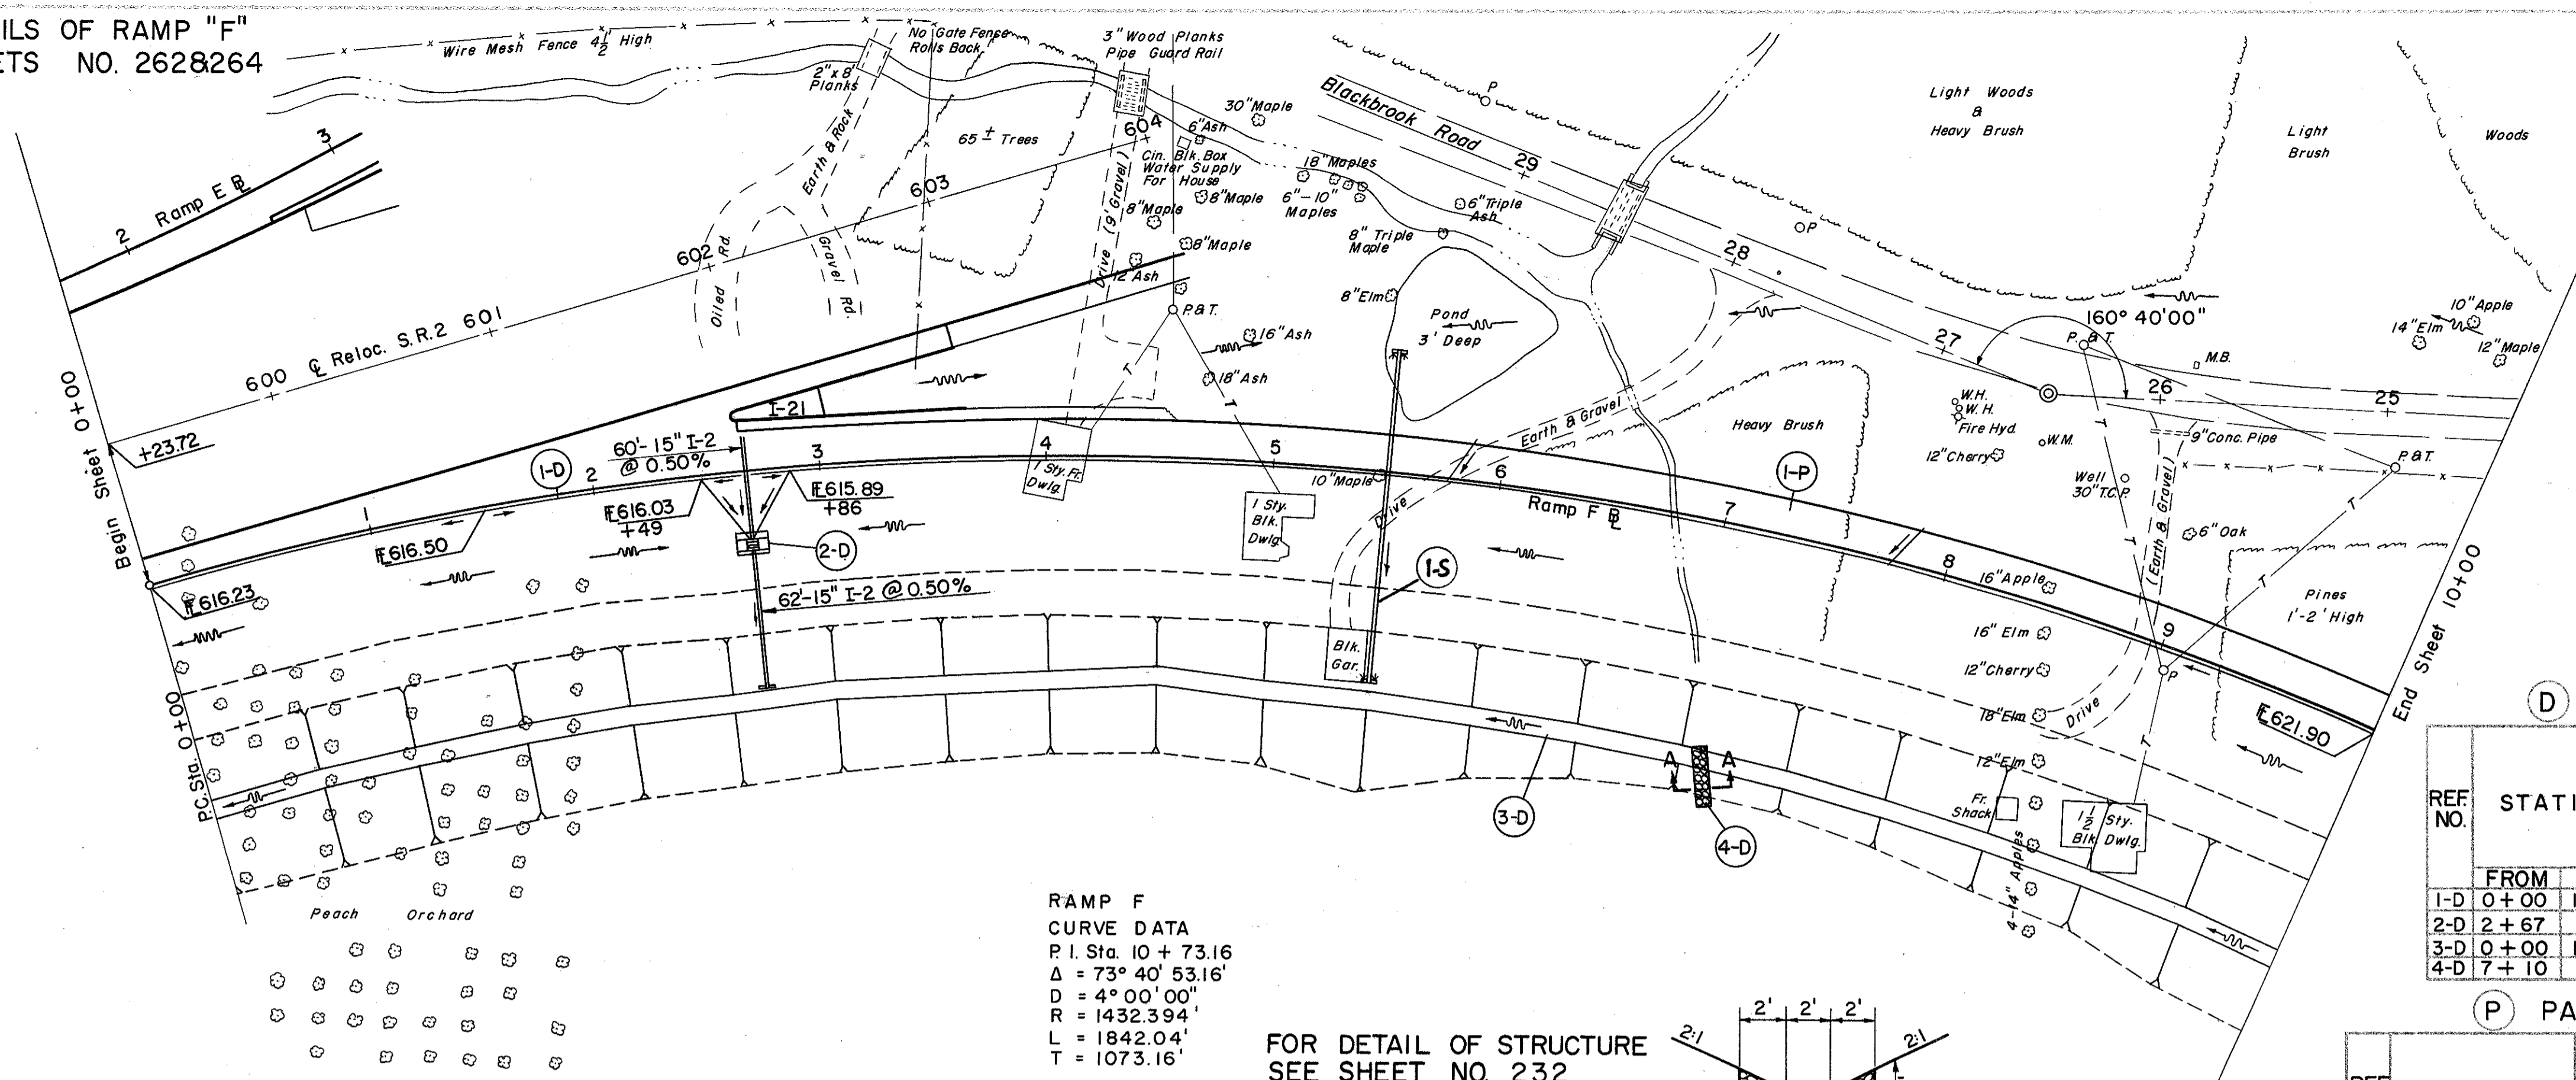 ILS OF RAMP "F"
ETS NO. 262&264
Wire Mesh Fence 4½' High
2"x8'
Planks
No Gate Fence
Rolls Back
3" Wood Planks
Pipe Guard Rail
65 ± Trees
Earth & Rock
Oiled Rd.
Gravel Rd.
Drive (9' Gravel)
30" Maple
6" Ash
Cin. Blk. Box
Water Supply
For House
8" Maple
8" Maple
8" Maple
12 Ash
P.&T.
16" Ash
18" Ash
T
T
18" Maples
6"-10"
Maples
6" Triple
Ash
8" Triple
Maple
8" Elm
Pond
3' Deep
Blackbrook Road
29
28
27
26
25
P
P
Light Woods
&
Heavy Brush
Light
Brush
Woods
160° 40'00"
P. & T.
M.B.
10" Apple
14" Elm
12" Maple
W.H.
W.H.
Fire Hyd.
W.M.
12" Cherry
9" Conc. Pipe
P.&T.
Well
30" T.C.P.
6" Oak
(Earth & Gravel)
T
T
T
T
Pines
1'-2' High
Heavy Brush
Earth & Gravel
Drive
Ramp E ℞
2
3
600
601
602
603
604
℄ Reloc. S.R.2
Begin Sheet 0+00
+23.72
I-21
60'-15" I-2
@ 0.50%
1-D
1
2
3
4
5
6
7
8
9
1 Sty. Fr.
Dwlg.
1 Sty.
Blk.
Dwlg.
10" Maple
Ramp F ℞
1-P
616.23
616.50
616.03
+49
615.89
+86
2-D
62'-15" I-2 @ 0.50%
1-S
Blk.
Gar.
16" Apple
16" Elm
12" Cherry
18" Elm
12" Elm
Drive
P
621.90
End Sheet 10+00
P.C. Sta. 0+00
A
A
3-D
4-D
Fr.
Shack
1½ Sty.
Blk. Dwlg.
4-14" Apples
Peach Orchard
RAMP F
CURVE DATA
P. I. Sta. 10 + 73.16
Δ = 73° 40' 53.16'
D = 4° 00' 00"
R = 1432.394'
L = 1842.04'
T = 1073.16'
FOR DETAIL OF STRUCTURE
SEE SHEET NO. 232
2:1
2'
2'
2'
2:1
D
REF.
NO.
STATI
FROM
1-D 0+00
2-D 2+67
3-D 0+00
4-D 7+10
P PA
REF